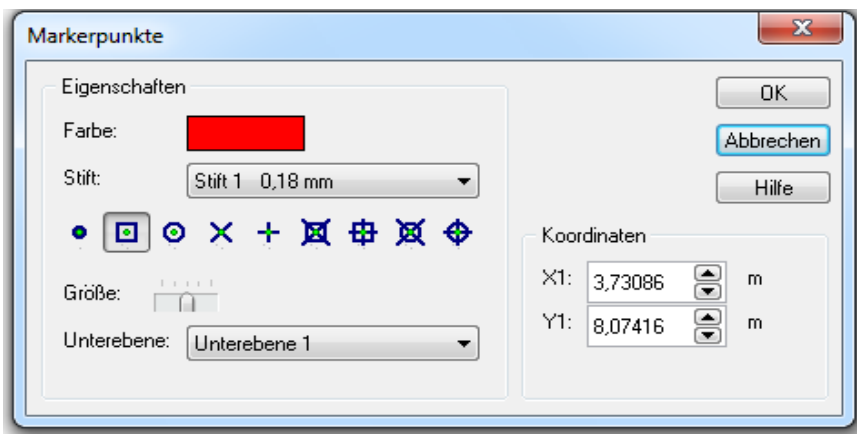 Markerpunkte
Eigenschaften
Farbe:
Stift: Stift 1 0,18 mm
Größe:
Unterebene: Unterebene 1
OK
Abbrechen
Hilfe
Koordinaten
X1: 3,73086 m
Y1: 8,07416 m